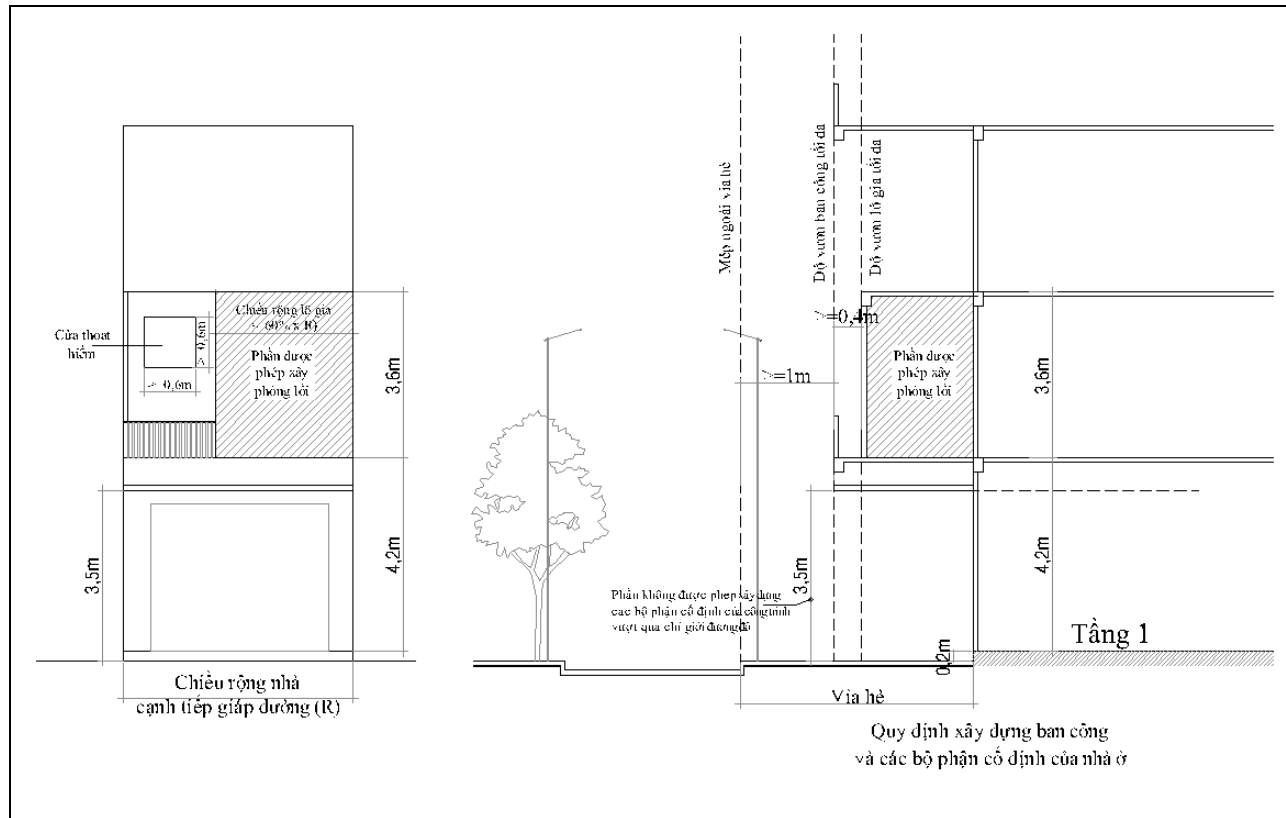 Mép ngoài vỉa hè
Độ vươn ban công tối đa
Độ vươn lô gia tối đa
Cửa thoát
hiểm
0,6m
> 0,6m
Chiều rộng lô gia
60% x R)
Phần được
phép xây
phòng lồi
3,6m
>=0,4m
>=1m
Phần được
phép xây
phòng lồi
3,6m
3,5m
4,2m
Phần không được phép xây dựng
các bộ phận cố định của công trình
vượt qua chỉ giới đường đỏ
3,5m
4,2m
0,2m
Tầng 1
Chiều rộng nhà
cạnh tiếp giáp đường (R)
Vỉa hè
Quy định xây dựng ban công
và các bộ phận cố định của nhà ở